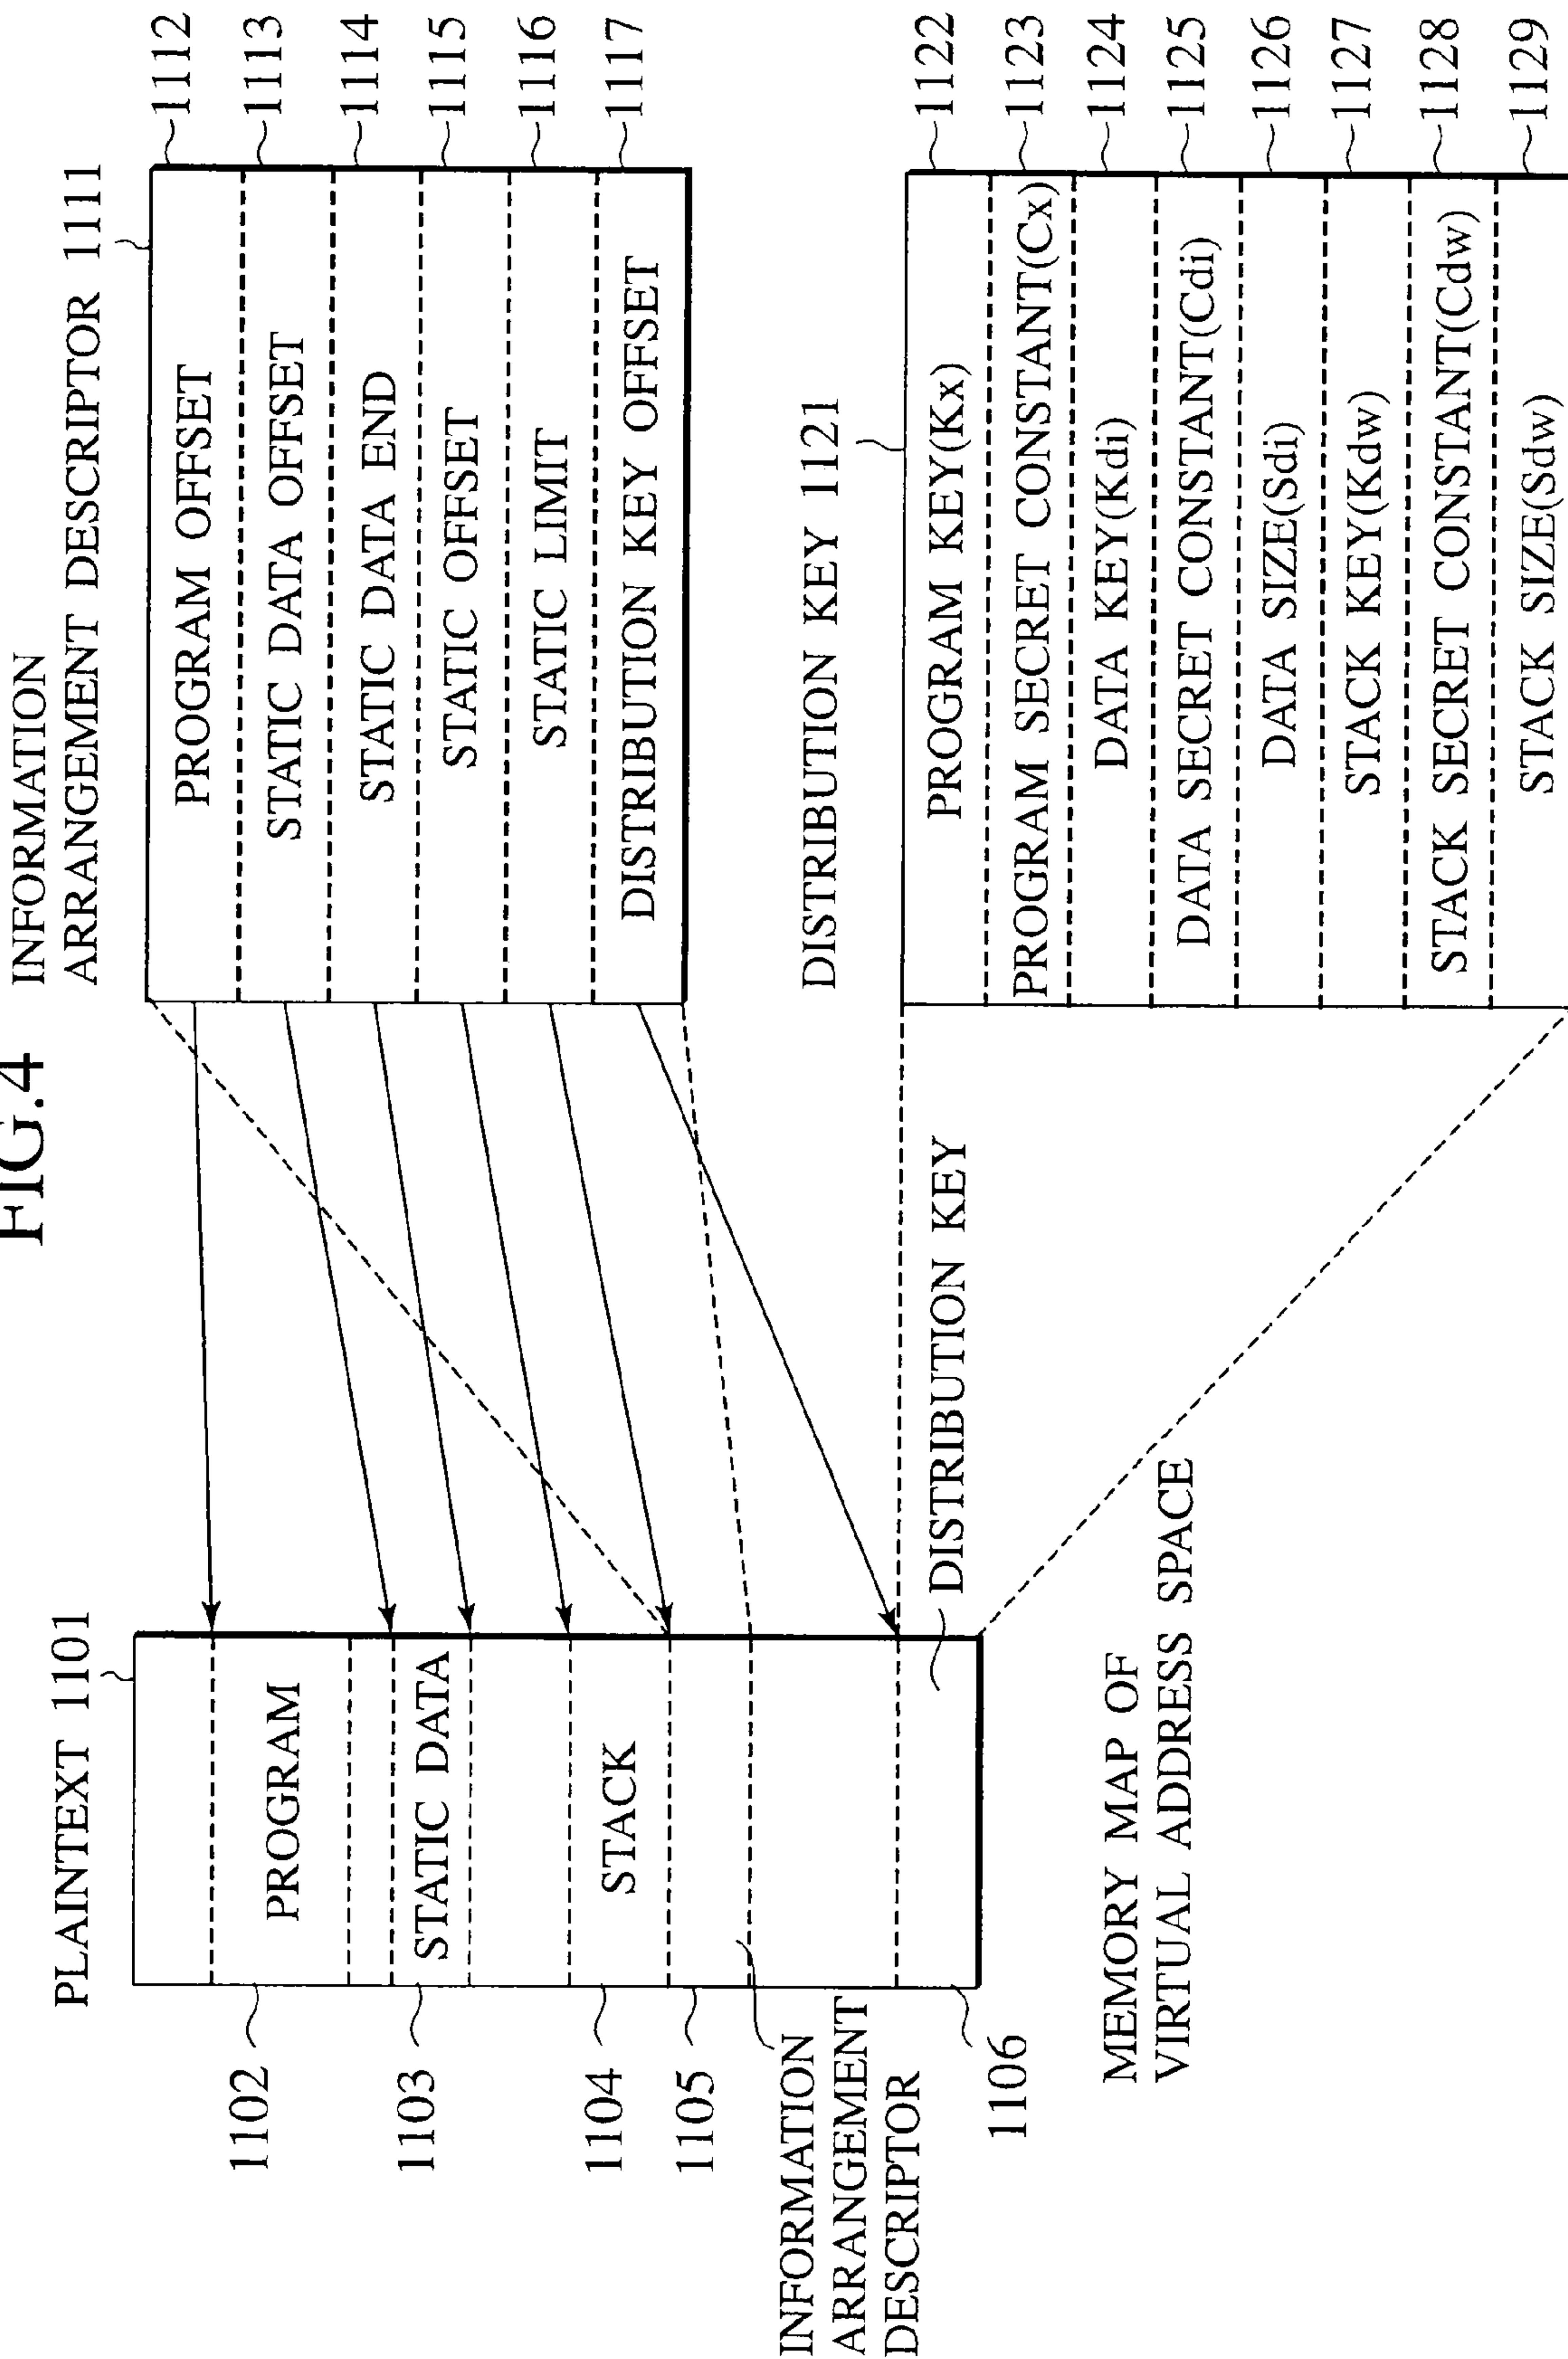 FIG.4
PLAINTEXT 1101
PROGRAM
STATIC DATA
STACK
1102
1103
1104
1105
INFORMATION
ARRANGEMENT
DESCRIPTOR
1106
DISTRIBUTION KEY
MEMORY MAP OF
VIRTUAL ADDRESS SPACE
INFORMATION
ARRANGEMENT DESCRIPTOR 1111
PROGRAM OFFSET
1112
STATIC DATA OFFSET
1113
STATIC DATA END
1114
STATIC OFFSET
1115
STATIC LIMIT
1116
DISTRIBUTION KEY OFFSET
1117
DISTRIBUTION KEY 1121
PROGRAM KEY(Kx)
1122
PROGRAM SECRET CONSTANT(Cx)
1123
DATA KEY(Kdi)
1124
DATA SECRET CONSTANT(Cdi)
1125
DATA SIZE(Sdi)
1126
STACK KEY(Kdw)
1127
STACK SECRET CONSTANT(Cdw)
1128
STACK SIZE(Sdw)
1129